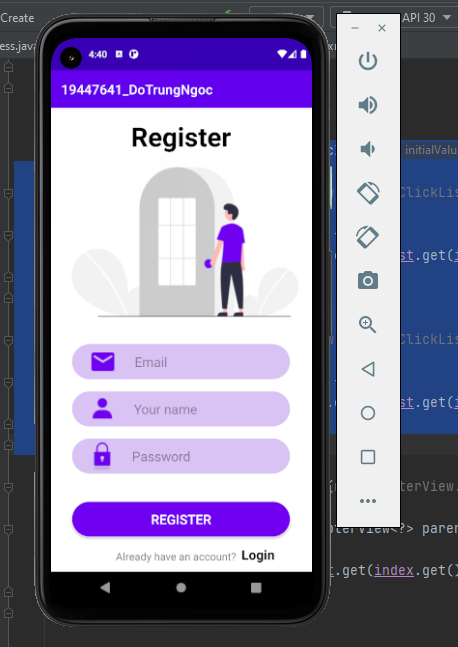 Create
API 30
ess.java
4:40
19447641_DoTrungNgoc
initialValu
Register
ClickLis
st.get(i
ClickLis
Email
st.get(i
Your name
Password
terView.
REGISTER
pterView<?> paren
Already have an account? Login
t.get(index.get()